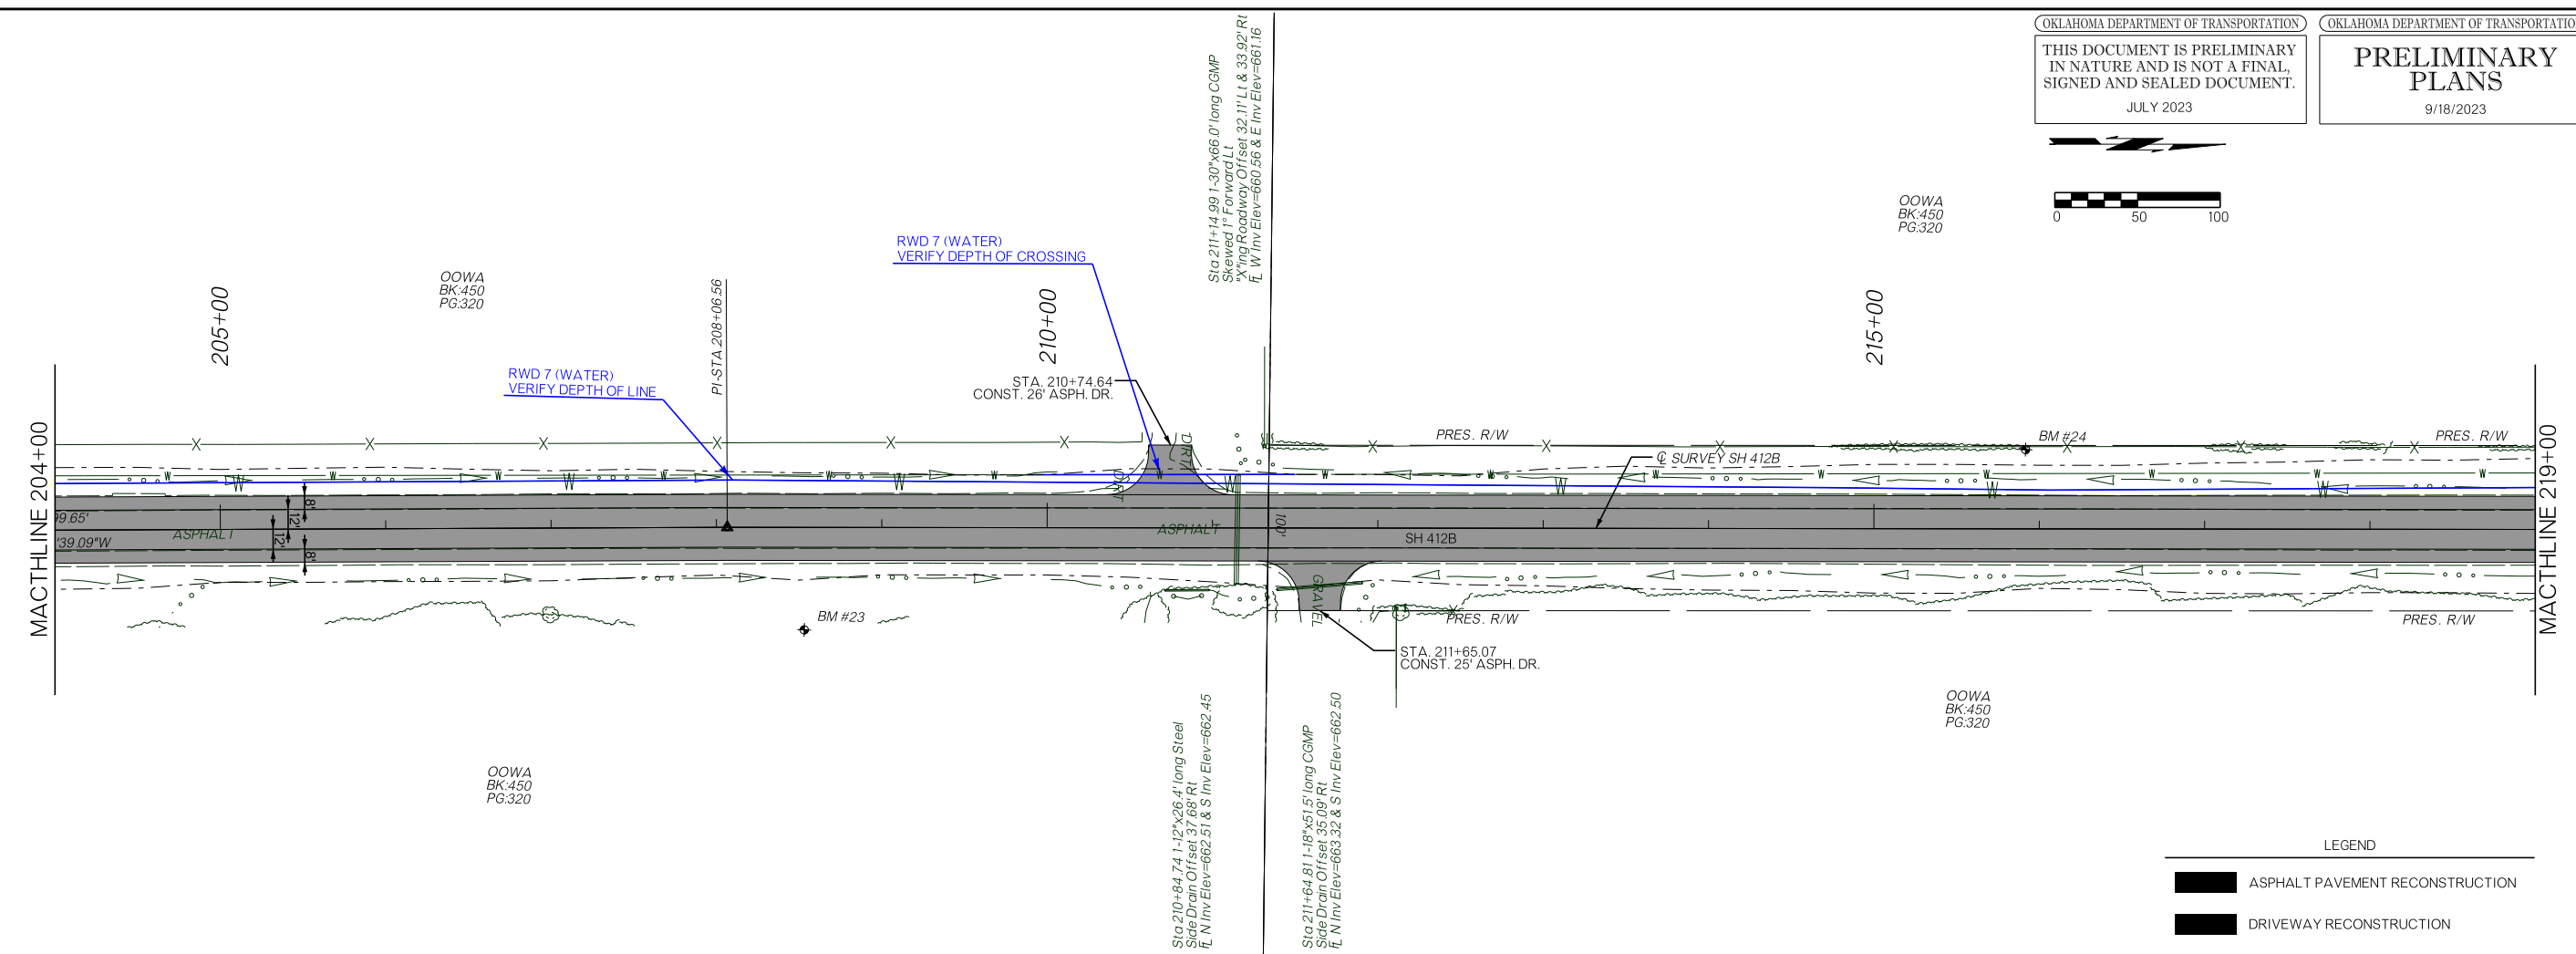 OKLAHOMA DEPARTMENT OF TRANSPORTATION
THIS DOCUMENT IS PRELIMINARY
IN NATURE AND IS NOT A FINAL,
SIGNED AND SEALED DOCUMENT.
JULY 2023
OKLAHOMA DEPARTMENT OF TRANSPORTATIO
PRELIMINARY
PLANS
9/18/2023
0 50 100
OOWA
BK:450
PG:320
Sta 211+14.99 1-30"x66.0' long CGMP
Skewed 1° Forward Lt
"X"ing Roadway Offset 32.11' Lt & 33.92' Rt
FL W Inv Elev=660.56 & E Inv Elev=661.16
RWD 7 (WATER)
VERIFY DEPTH OF CROSSING
OOWA
BK:450
PG:320
205+00
PI-STA 208+06.56
210+00
215+00
RWD 7 (WATER)
VERIFY DEPTH OF LINE
STA. 210+74.64
CONST. 26' ASPH. DR.
MACTHLINE 204+00
PRES. R/W
BM #24
PRES. R/W
MACTHLINE 219+00
DIRT
DIRT
℄ SURVEY SH 412B
X X X X X X X X X X X X X
W W W W W W W W W W W W W W W
W W W W W W W W
8'
12'
12'
8'
99.65'
ASPHALT
ASPHALT
100'
SH 412B
'39.09"W
GRAVEL
BM #23
X
PRES. R/W
PRES. R/W
STA. 211+65.07
CONST. 25' ASPH. DR.
OOWA
BK:450
PG:320
OOWA
BK:450
PG:320
Sta 210+84.74 1-12"x26.4' long Steel
Side Drain Offset 37.68' Rt
FL N Inv Elev=662.51 & S Inv Elev=662.45
Sta 211+64.81 1-18"x51.5' long CGMP
Side Drain Offset 35.09' Rt
FL N Inv Elev=663.32 & S Inv Elev=662.50
LEGEND
ASPHALT PAVEMENT RECONSTRUCTION
DRIVEWAY RECONSTRUCTION